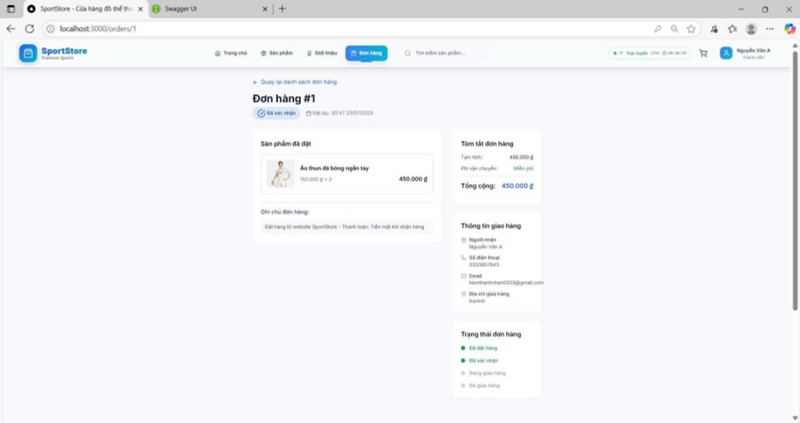 SportStore - Cửa hàng đồ thể tha
Swagger UI
localhost:3000/orders/1
SportStore
Premium Sports
Trang chủ
Sản phẩm
Giới thiệu
Đơn hàng
Tìm kiếm sản phẩm...
Trực tuyến
Nguyễn Văn A
Thành viên
← Quay lại danh sách đơn hàng
Đơn hàng #1
Đã xác nhận
Đặt lúc: 20:47 23/01/2025
Sản phẩm đã đặt
Áo thun đá bóng ngắn tay
150.000 ₫ × 3
450.000 ₫
Ghi chú đơn hàng:
Đặt hàng từ website SportStore - Thanh toán: Tiền mặt khi nhận hàng
Tóm tắt đơn hàng
Tạm tính: 450.000 ₫
Phí vận chuyển: Miễn phí
Tổng cộng: 450.000 ₫
Thông tin giao hàng
Người nhận
Nguyễn Văn A
Số điện thoại
Email
kienthanhnhan0203@gmail.com
Địa chỉ giao hàng
travinh
Trạng thái đơn hàng
Đã đặt hàng
Đã xác nhận
Đang giao hàng
Đã giao hàng